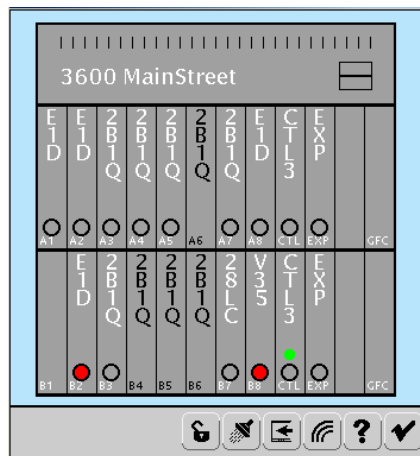 3600 MainStreet
E1D E1D 2B1Q 2B1Q 2B1Q 2B1Q 2B1Q E1D CTL3 EXP
A1 A2 A3 A4 A5 A6 A7 A8 CTL EXP GFC
E1D 2B1Q 2B1Q 2B1Q 2B1Q 28LC V35 CTL3 EXP
B1 B2 B3 B4 B5 B6 B7 B8 CTL EXP GFC
?